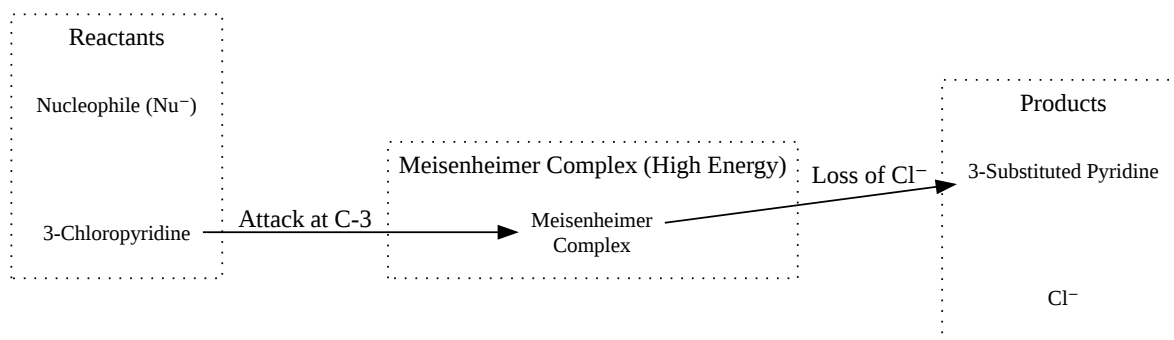 Reactants
Nucleophile (Nu⁻)
3-Chloropyridine
Attack at C-3
Meisenheimer Complex (High Energy)
Meisenheimer
Complex
Loss of Cl⁻
Products
3-Substituted Pyridine
Cl⁻